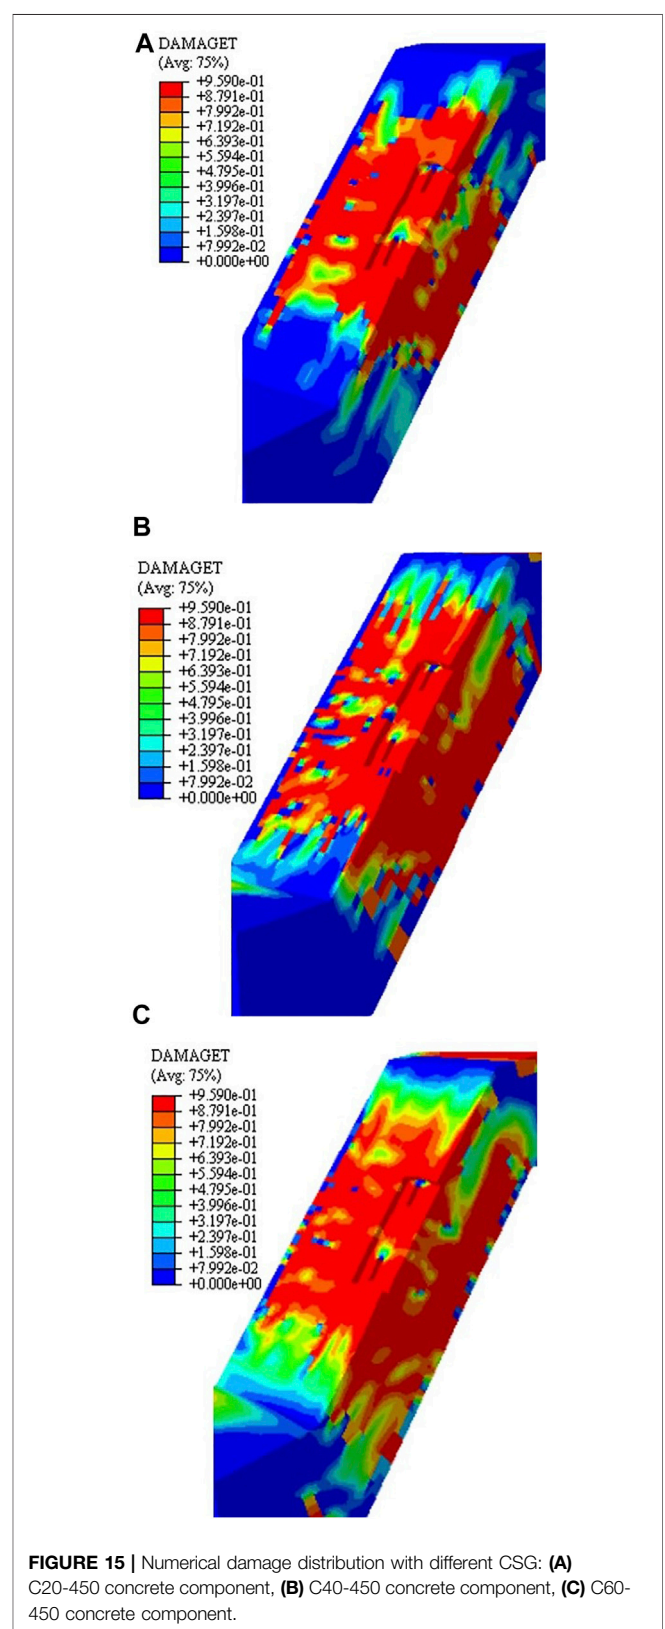 A
DAMAGET
(Avg: 75%)
+9.590e-01
+8.791e-01
+7.992e-01
+7.192e-01
+6.393e-01
+5.594e-01
+4.795e-01
+3.996e-01
+3.197e-01
+2.397e-01
+1.598e-01
+7.992e-02
+0.000e+00
B
DAMAGET
(Avg: 75%)
+9.590e-01
+8.791e-01
+7.992e-01
+7.192e-01
+6.393e-01
+5.594e-01
+4.795e-01
+3.996e-01
+3.197e-01
+2.397e-01
+1.598e-01
+7.992e-02
+0.000e+00
C
DAMAGET
(Avg: 75%)
+9.590e-01
+8.791e-01
+7.992e-01
+7.192e-01
+6.393e-01
+5.594e-01
+4.795e-01
+3.996e-01
+3.197e-01
+2.397e-01
+1.598e-01
+7.992e-02
+0.000e+00
FIGURE 15 | Numerical damage distribution with different CSG: (A)
C20-450 concrete component, (B) C40-450 concrete component, (C) C60-
450 concrete component.